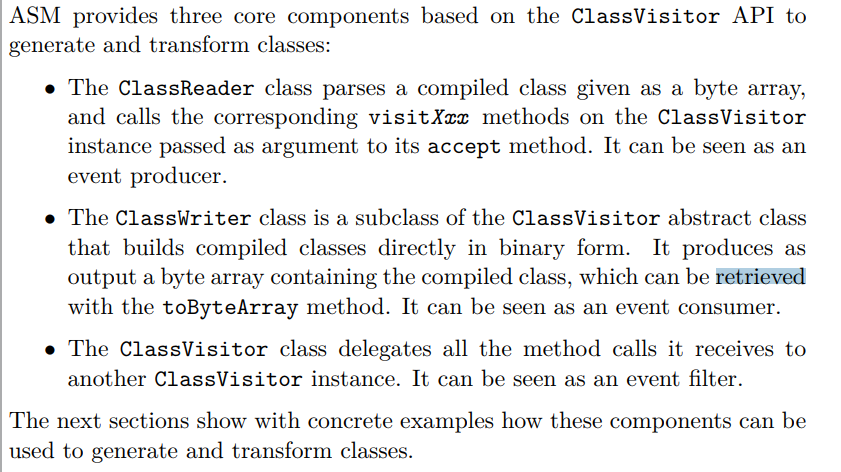 ASM provides three core components based on the ClassVisitor API to
generate and transform classes:
• The ClassReader class parses a compiled class given as a byte array,
and calls the corresponding visitXxx methods on the ClassVisitor
instance passed as argument to its accept method. It can be seen as an
event producer.
• The ClassWriter class is a subclass of the ClassVisitor abstract class
that builds compiled classes directly in binary form. It produces as
output a byte array containing the compiled class, which can be retrieved
with the toByteArray method. It can be seen as an event consumer.
• The ClassVisitor class delegates all the method calls it receives to
another ClassVisitor instance. It can be seen as an event filter.
The next sections show with concrete examples how these components can be
used to generate and transform classes.